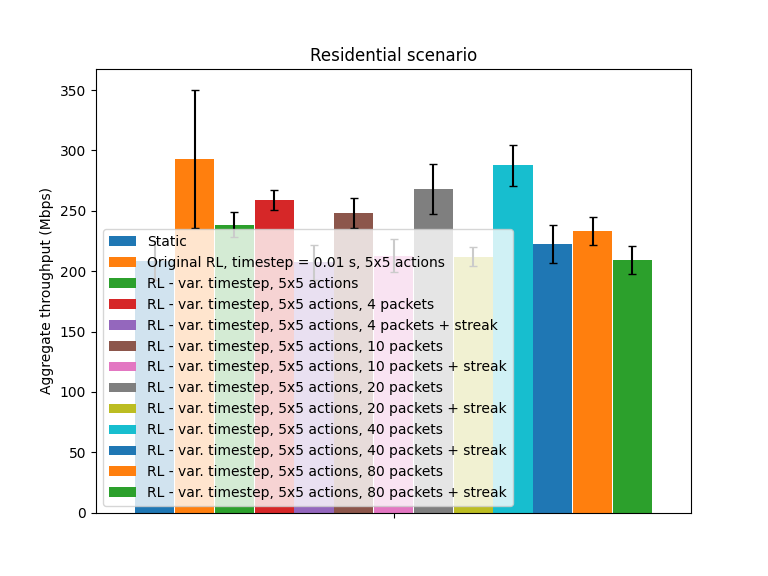 Residential scenario
Aggregate throughput (Mbps)
350
300
250
200
150
100
50
0
Static
Original RL, timestep = 0.01 s, 5x5 actions
RL - var. timestep, 5x5 actions
RL - var. timestep, 5x5 actions, 4 packets
RL - var. timestep, 5x5 actions, 4 packets + streak
RL - var. timestep, 5x5 actions, 10 packets
RL - var. timestep, 5x5 actions, 10 packets + streak
RL - var. timestep, 5x5 actions, 20 packets
RL - var. timestep, 5x5 actions, 20 packets + streak
RL - var. timestep, 5x5 actions, 40 packets
RL - var. timestep, 5x5 actions, 40 packets + streak
RL - var. timestep, 5x5 actions, 80 packets
RL - var. timestep, 5x5 actions, 80 packets + streak